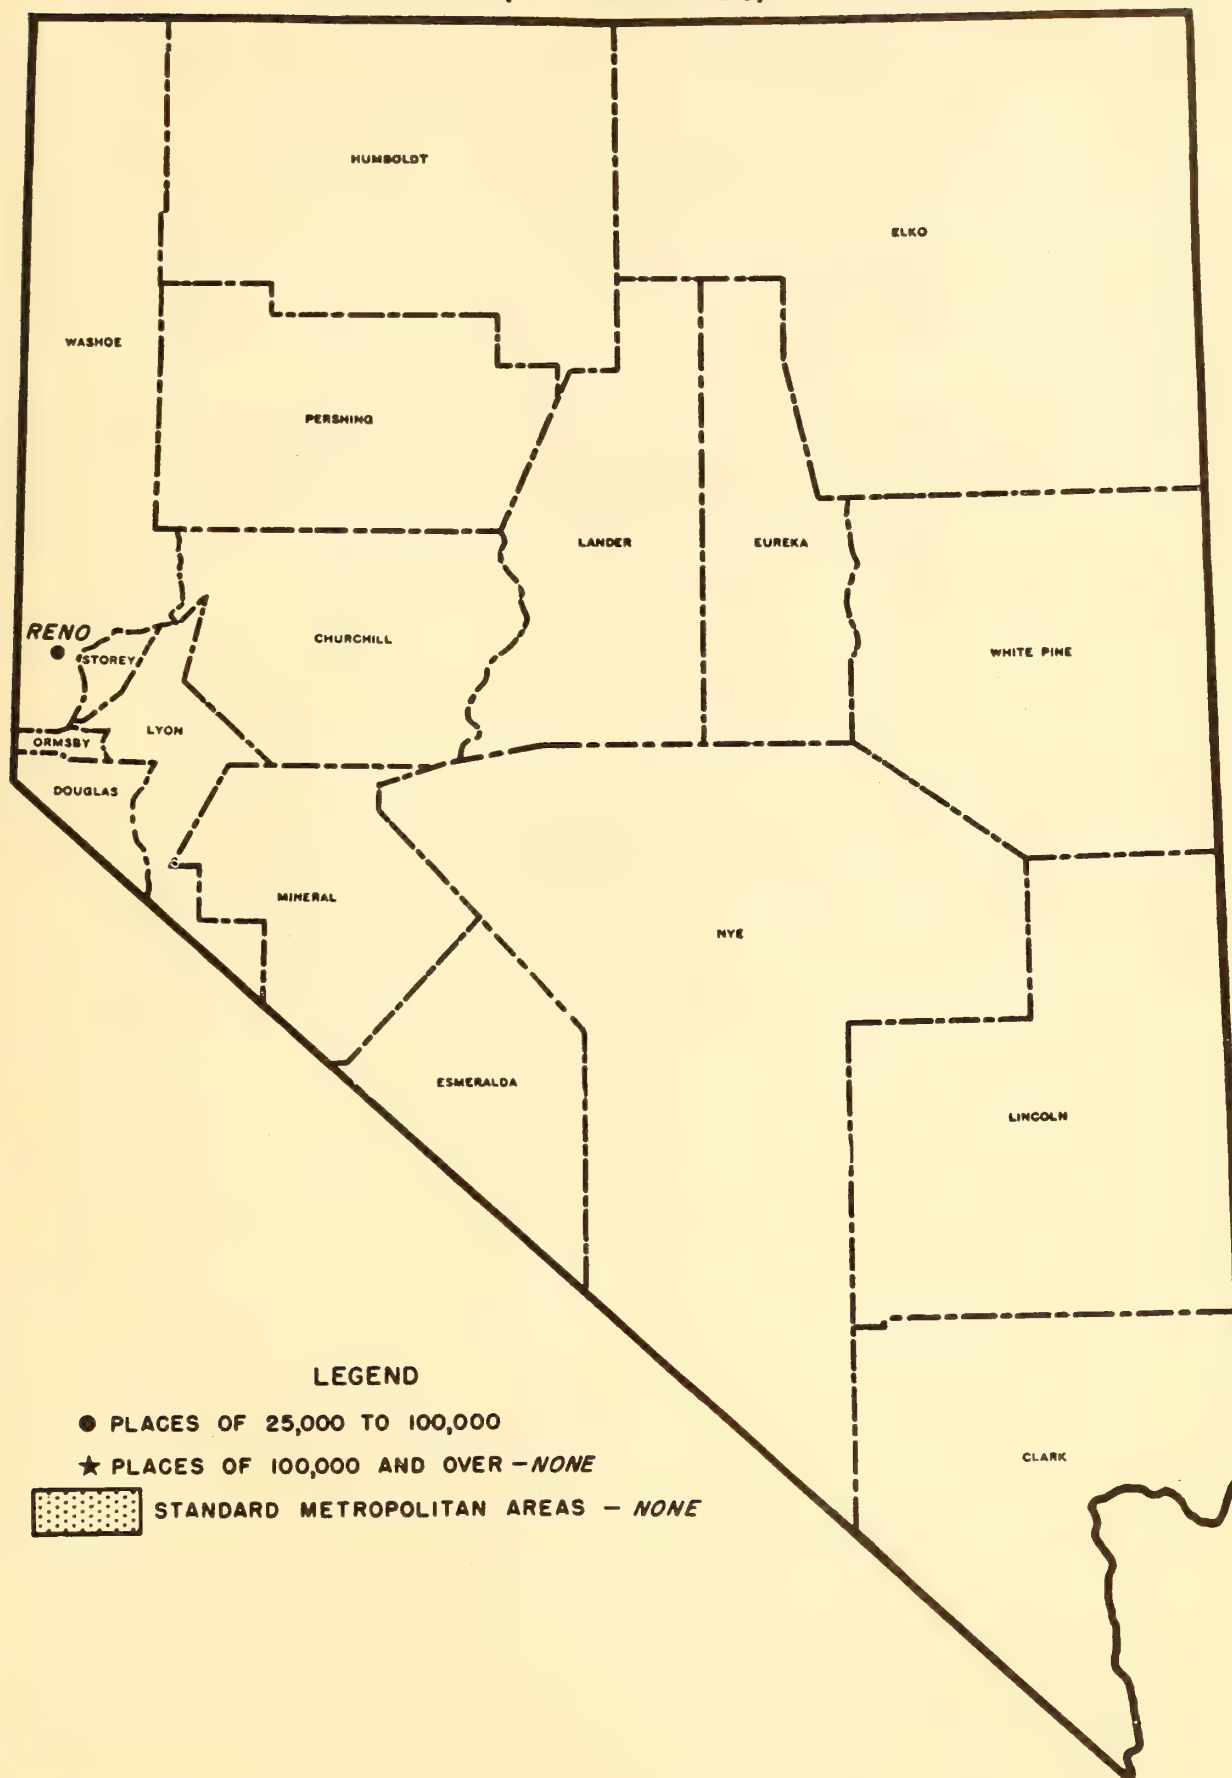 HUMBOLDT
ELKO
WASHOE
PERSHING
LANDER
EUREKA
RENO
STOREY
CHURCHILL
WHITE PINE
LYON
ORMSBY
DOUGLAS
MINERAL
NYE
ESMERALDA
LINCOLN
CLARK
LEGEND
PLACES OF 25,000 TO 100,000
PLACES OF 100,000 AND OVER – NONE
STANDARD METROPOLITAN AREAS – NONE